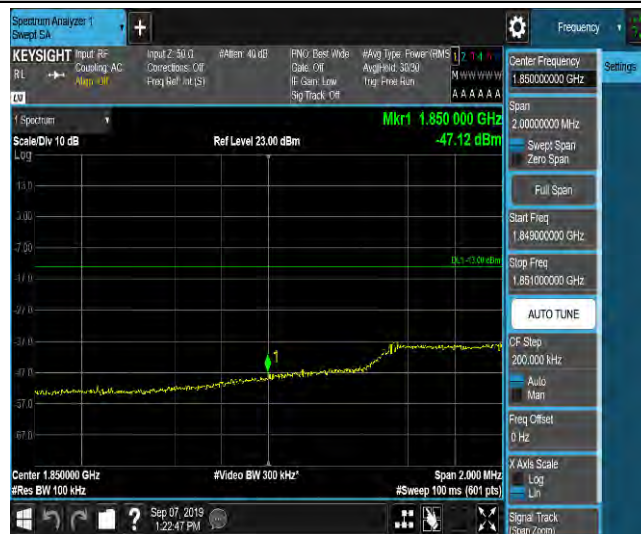 Spectrum Analyzer 1
Swept SA
+
Frequency
KEYSIGHT
RL
Input: RF
Coupling: AC
Align: Off
Input Z: 50 Ω
Corrections: Off
Freq Ref: Int (S)
#Atten: 40 dB
PNO: Best Wide
Gate: Off
IF Gain: Low
Sig Track: Off
#Avg Type: Power (RMS
Avg|Hold: 30/30
Trig: Free Run
1 2
M W W W W W
A A A A A A
Center Frequency
1.850000000 GHz
Settings
Span
2.00000000 MHz
Swept Span
Zero Span
Full Span
Start Freq
1.849000000 GHz
Stop Freq
1.851000000 GHz
AUTO TUNE
CF Step
200.000 kHz
Auto
Man
Freq Offset
0 Hz
X Axis Scale
Log
Lin
Signal Track
(Span Zoom)
1 Spectrum
Scale/Div 10 dB
Ref Level 23.00 dBm
Mkr1 1.850 000 GHz
-47.12 dBm
Log
13.0
3.00
-7.00
DL1 -13.00 dBm
-17.0
-27.0
-37.0
-47.0
-57.0
-67.0
1
Center 1.850000 GHz
#Video BW 300 kHz*
Span 2.000 MHz
#Res BW 100 kHz
#Sweep 100 ms (601 pts)
?
Sep 07, 2019
1:22:47 PM